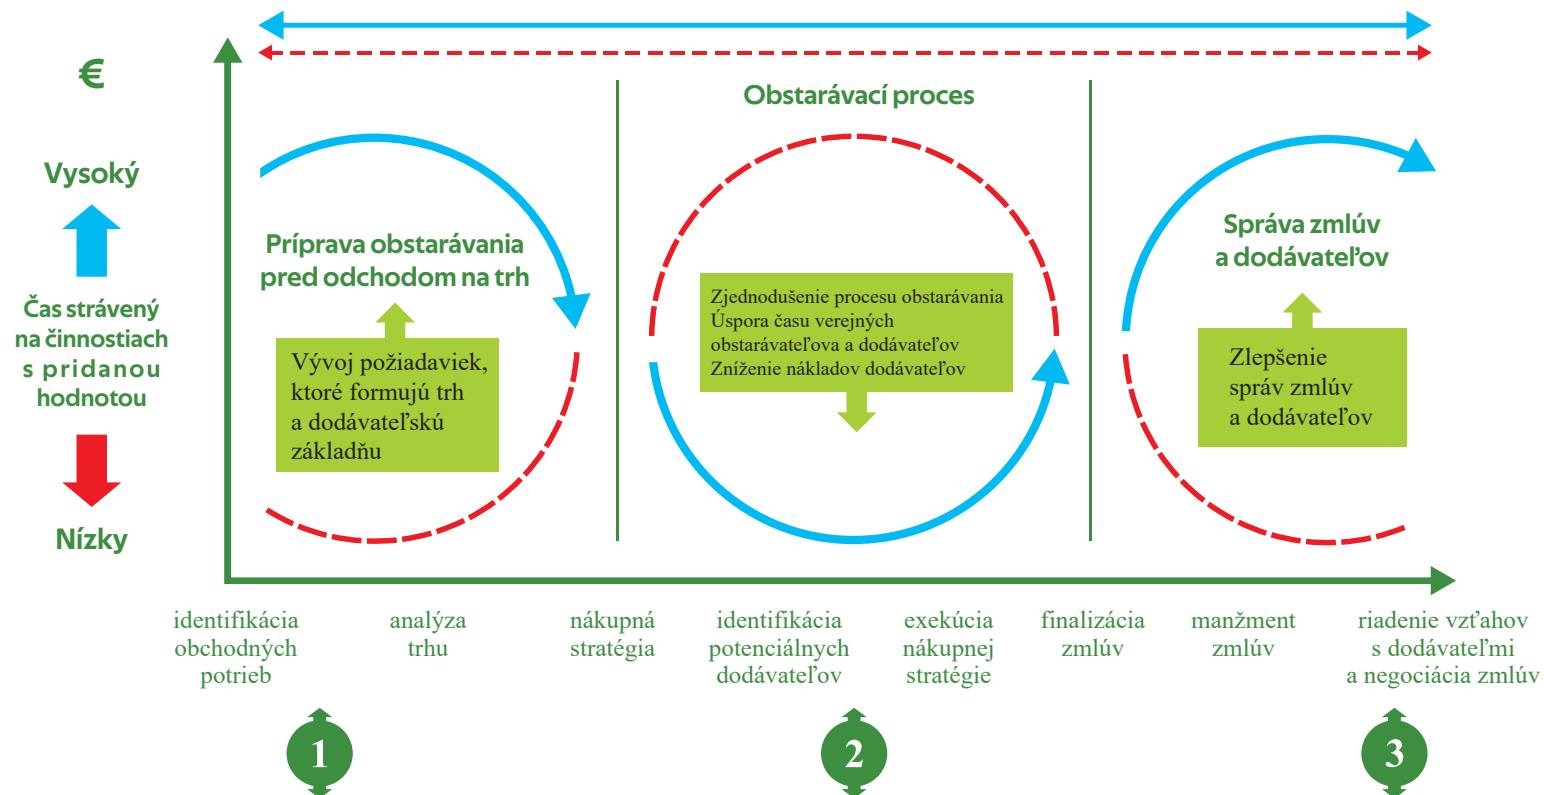 €
Vysoký
Čas strávený
na činnostiach
s pridanou
hodnotou
Nízky
Príprava obstarávania
pred odchodom na trh
Vývoj požiadaviek,
ktoré formujú trh
a dodávateľskú
základňu
Obstarávací proces
Zjednodušenie procesu obstarávania
Úspora času verejných
obstarávateľova a dodávateľov
Zníženie nákladov dodávateľov
Správa zmlúv
a dodávateľov
Zlepšenie
správ zmlúv
a dodávateľov
identifikácia
obchodných
potrieb
analýza
trhu
nákupná
stratégia
identifikácia
potenciálnych
dodávateľov
exekúcia
nákupnej
stratégie
finalizácia
zmlúv
manžment
zmlúv
riadenie vzťahov
s dodávateľmi
a negociácia zmlúv
1
2
3